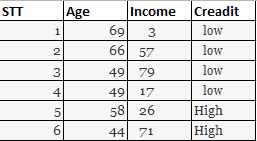 STT Age Income Creadit
1 69 3 low
2 66 57 low
3 49 79 low
4 49 17 low
5 58 26 High
6 44 71 High